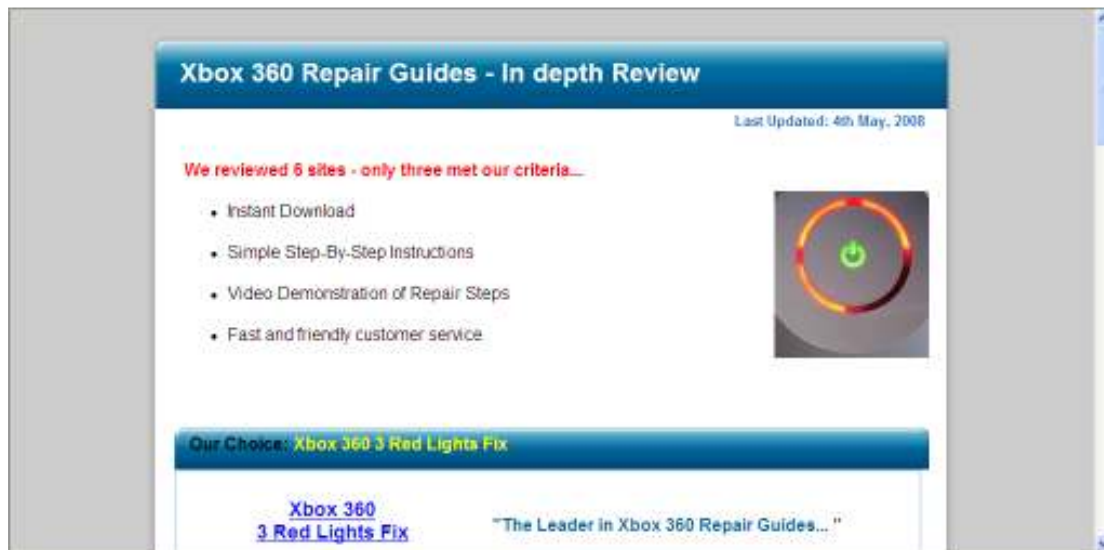 Xbox 360 Repair Guides - In depth Review
Last Updated: 4th May, 2008
We reviewed 6 sites - only three met our criteria...
• Instant Download
• Simple Step-By-Step Instructions
• Video Demonstration of Repair Steps
• Fast and friendly customer service
Our Choice: Xbox 360 3 Red Lights Fix
Xbox 360
3 Red Lights Fix
"The Leader in Xbox 360 Repair Guides... "